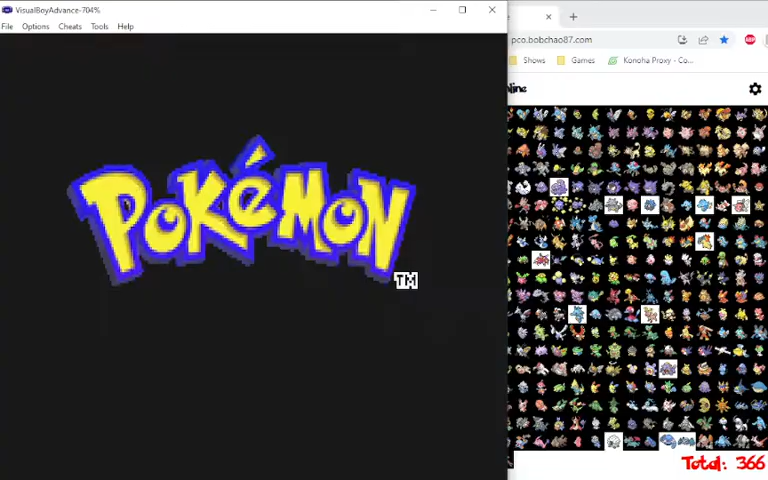 VisualBoyAdvance-704%
File Options Cheats Tools Help
POKéMON
TM
pco.bobchao87.com
Shows
Games
Konoha Proxy - Co...
ABP
Total: 366